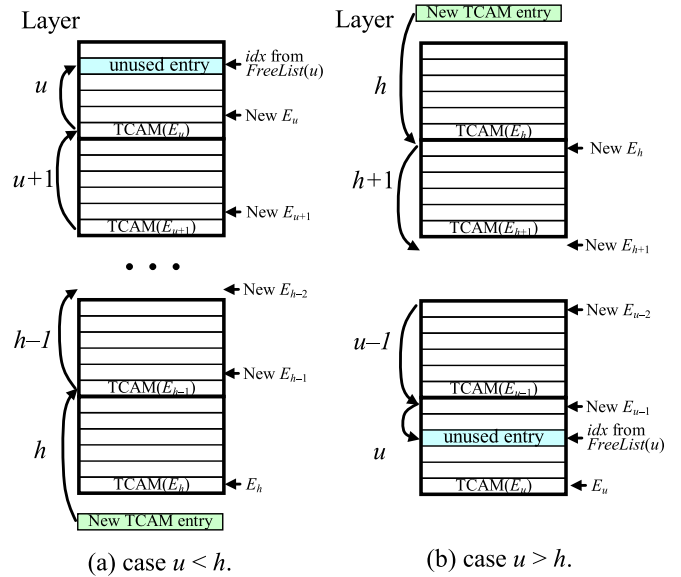 Layer
unused entry
idx from
FreeList(u)
u
New E_u
TCAM(E_u)
u+1
New E_{u+1}
TCAM(E_{u+1})
• • •
New E_{h–2}
h–1
New E_{h–1}
TCAM(E_{h–1})
h
TCAM(E_h)
E_h
New TCAM entry
(a) case u < h.
Layer
New TCAM entry
h
TCAM(E_h)
New E_h
h+1
TCAM(E_{h+1})
New E_{h+1}
New E_{u–2}
u–1
TCAM(E_{u–1})
New E_{u–1}
unused entry
idx from
FreeList(u)
u
TCAM(E_u)
E_u
(b) case u > h.